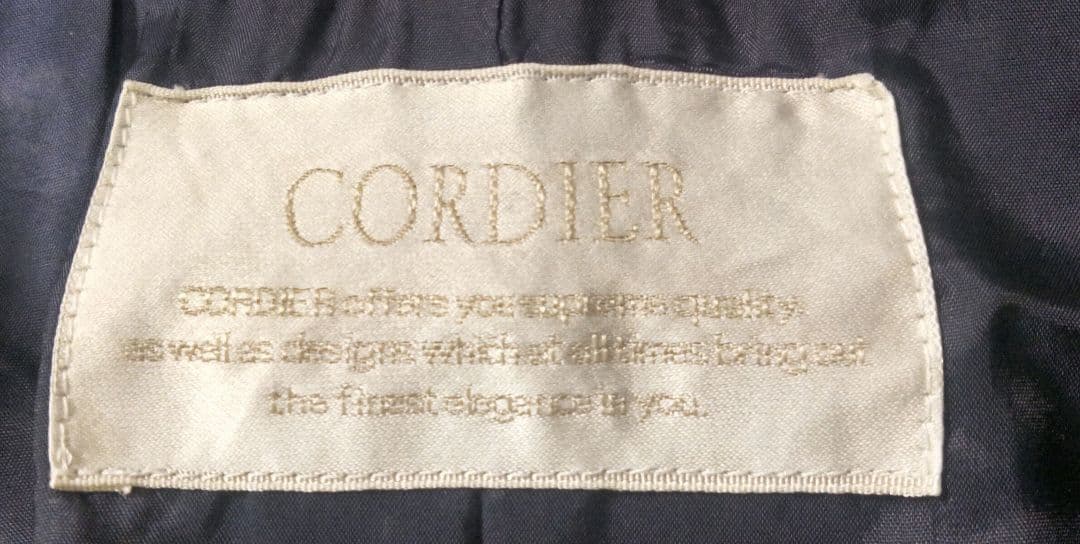 CORDIER
CORDIER offers you supreme quality
as well as designs which at all times bring out
the finest elegance in you.